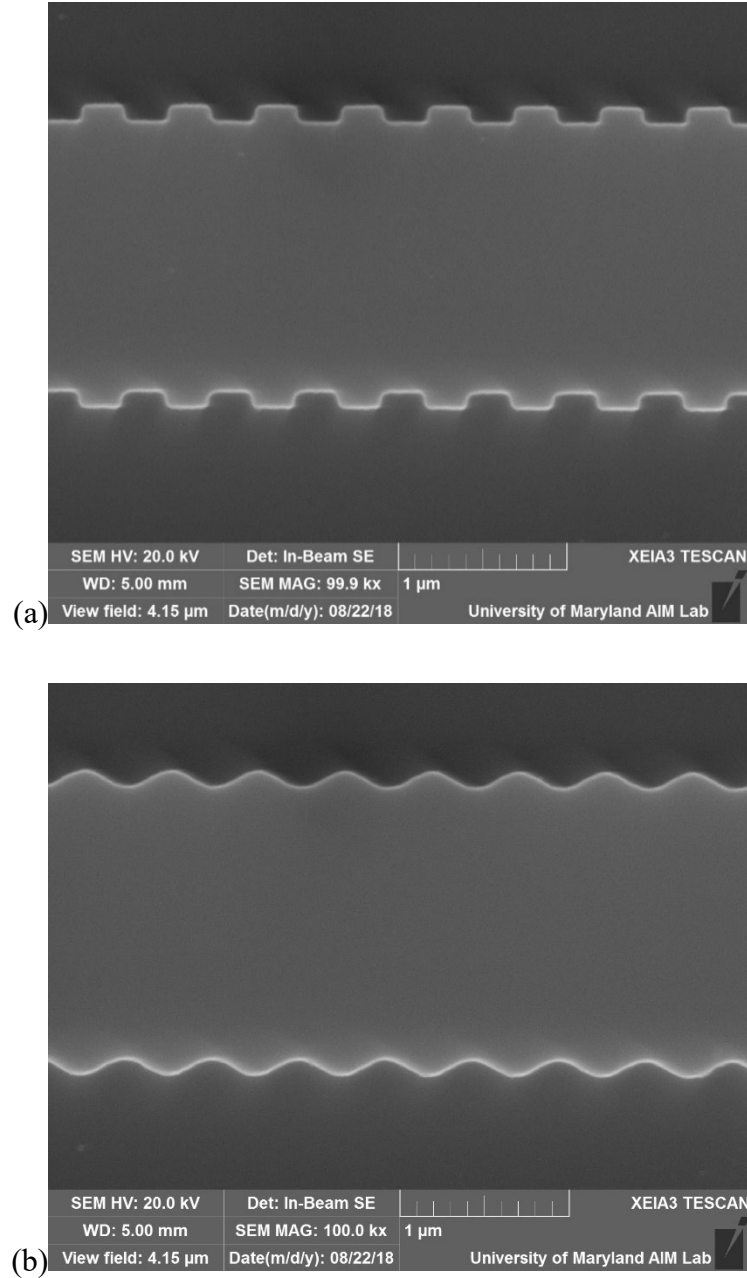 SEM HV: 20.0 kV Det: In-Beam SE XEIA3 TESCAN
WD: 5.00 mm SEM MAG: 99.9 kx 1 µm
(a) View field: 4.15 µm Date(m/d/y): 08/22/18 University of Maryland AIM Lab
SEM HV: 20.0 kV Det: In-Beam SE XEIA3 TESCAN
WD: 5.00 mm SEM MAG: 100.0 kx 1 µm
(b) View field: 4.15 µm Date(m/d/y): 08/22/18 University of Maryland AIM Lab